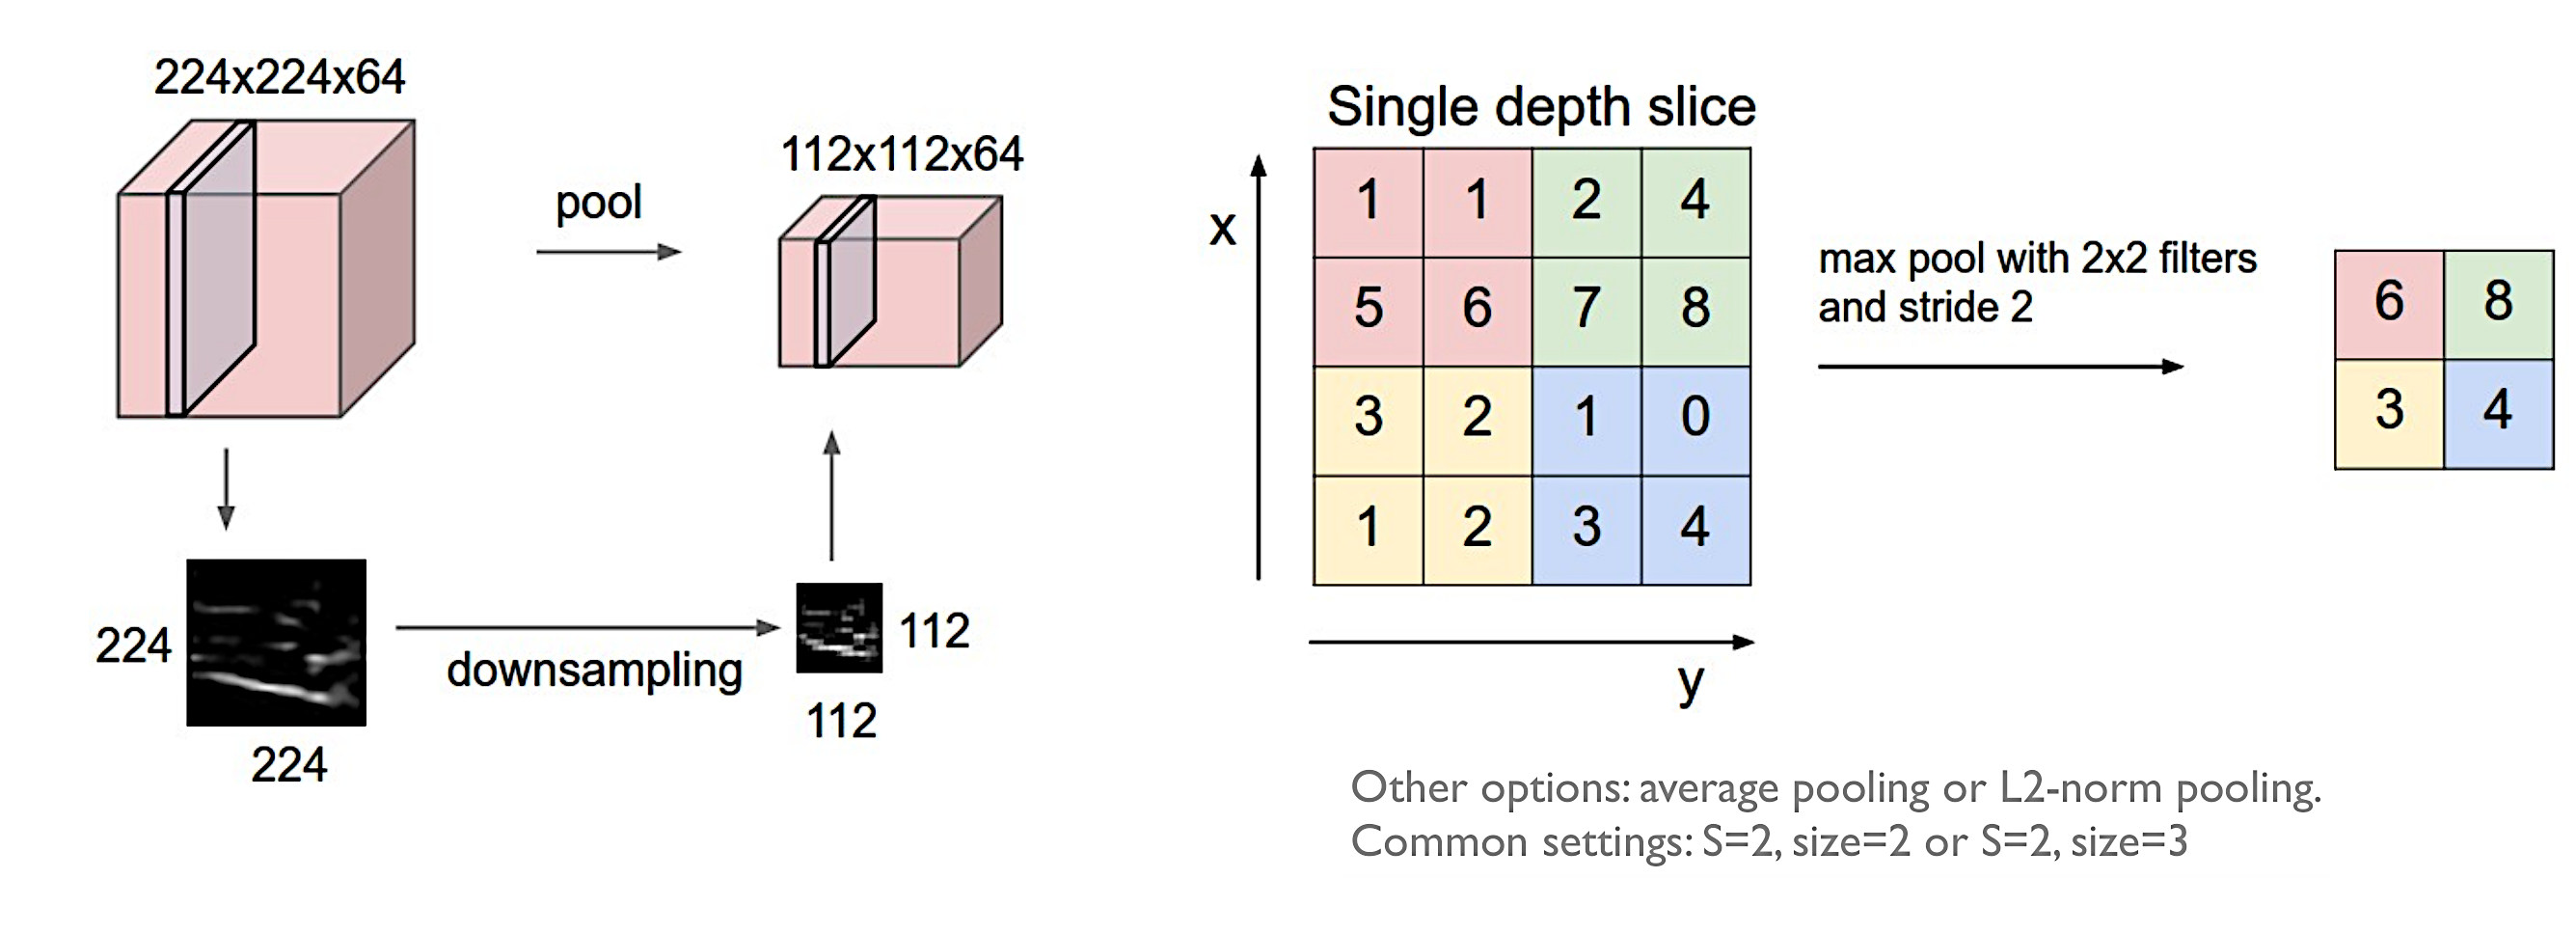 224x224x64
pool
112x112x64
224
224
downsampling
112
112
Single depth slice
x
1 1 2 4
5 6 7 8
3 2 1 0
1 2 3 4
y
max pool with 2x2 filters
and stride 2
6 8
3 4
Other options: average pooling or L2-norm pooling.
Common settings: S=2, size=2 or S=2, size=3